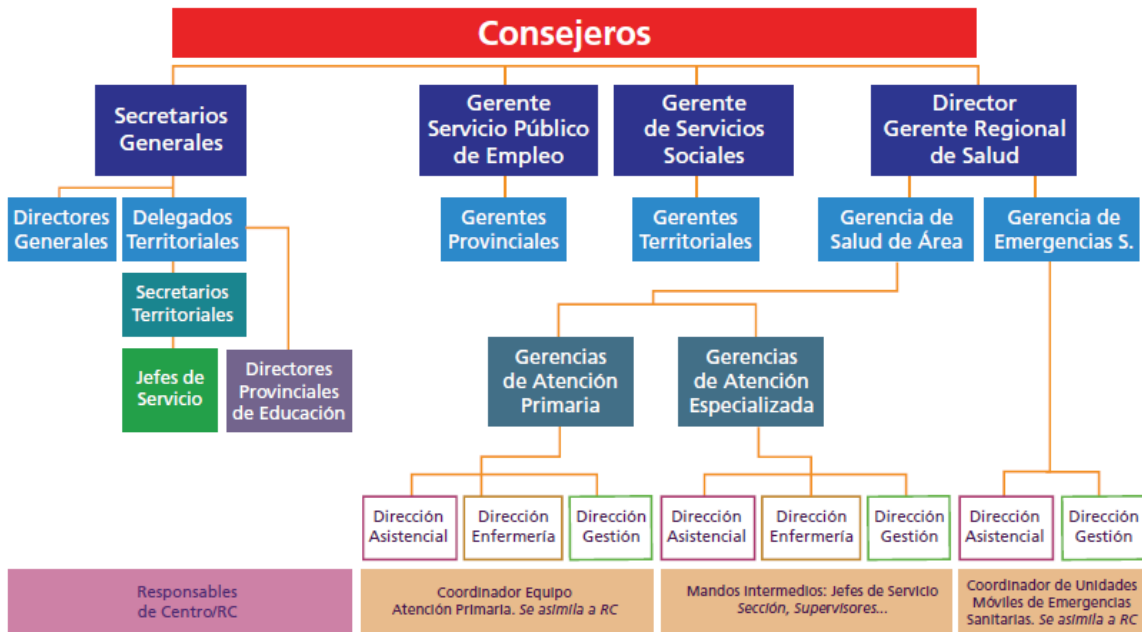 Consejeros
Secretarios
Generales
Gerente
Servicio Público
de Empleo
Gerente
de Servicios
Sociales
Director
Gerente Regional
de Salud
Directores
Generales
Delegados
Territoriales
Gerentes
Provinciales
Gerentes
Territoriales
Gerencia de
Salud de Área
Gerencia de
Emergencias S.
Secretarios
Territoriales
Jefes de
Servicio
Directores
Provinciales
de Educación
Gerencias
de Atención
Primaria
Gerencias
de Atención
Especializada
Dirección
Asistencial
Dirección
Enfermería
Dirección
Gestión
Dirección
Asistencial
Dirección
Enfermería
Dirección
Gestión
Dirección
Asistencial
Dirección
Gestión
Responsables
de Centro/RC
Coordinador Equipo
Atención Primaria. Se asimila a RC
Mandos Intermedios: Jefes de Servicio
Sección, Supervisores...
Coordinador de Unidades
Móviles de Emergencias
Sanitarias. Se asimila a RC